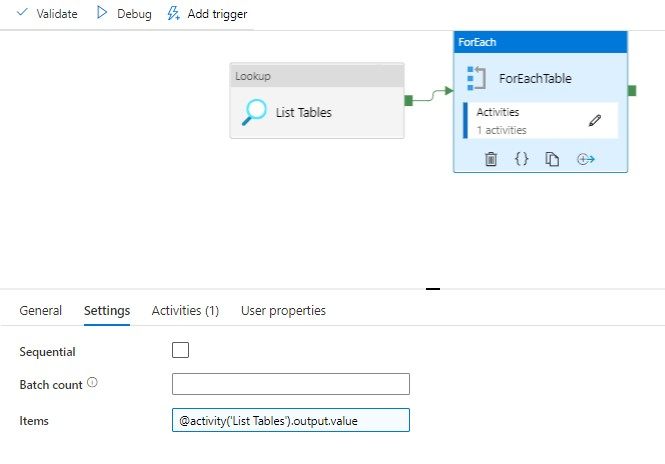 Validate Debug Add trigger
ForEach
Lookup
ForEachTable
List Tables
Activities
1 activities
General Settings Activities (1) User properties
Sequential
Batch count
Items @activity('List Tables').output.value